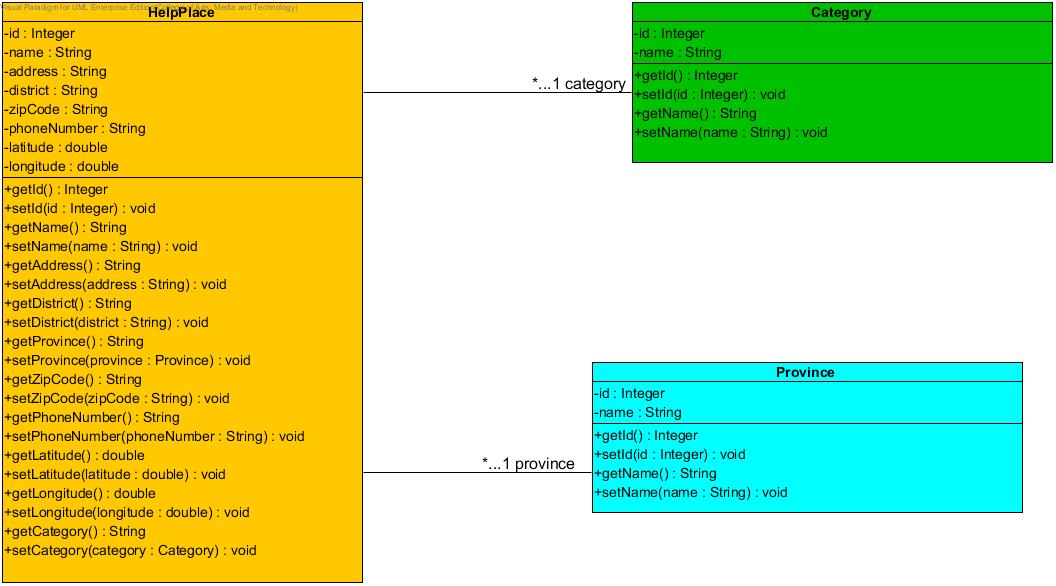 HelpPlace
-id : Integer
-name : String
-address : String
-district : String
-zipCode : String
-phoneNumber : String
-latitude : double
-longitude : double
+getId() : Integer
+setId(id : Integer) : void
+getName() : String
+setName(name : String) : void
+getAddress() : String
+setAddress(address : String) : void
+getDistrict() : String
+setDistrict(district : String) : void
+getProvince() : String
+setProvince(province : Province) : void
+getZipCode() : String
+setZipCode(zipCode : String) : void
+getPhoneNumber() : String
+setPhoneNumber(phoneNumber : String) : void
+getLatitude() : double
+setLatitude(latitude : double) : void
+getLongitude() : double
+setLongitude(longitude : double) : void
+getCategory() : String
+setCategory(category : Category) : void
*...1 category
Category
-id : Integer
-name : String
+getId() : Integer
+setId(id : Integer) : void
+getName() : String
+setName(name : String) : void
*...1 province
Province
-id : Integer
-name : String
+getId() : Integer
+setId(id : Integer) : void
+getName() : String
+setName(name : String) : void
Visual Paradigm for UML Enterprise Edition Arts, Media and Technology)